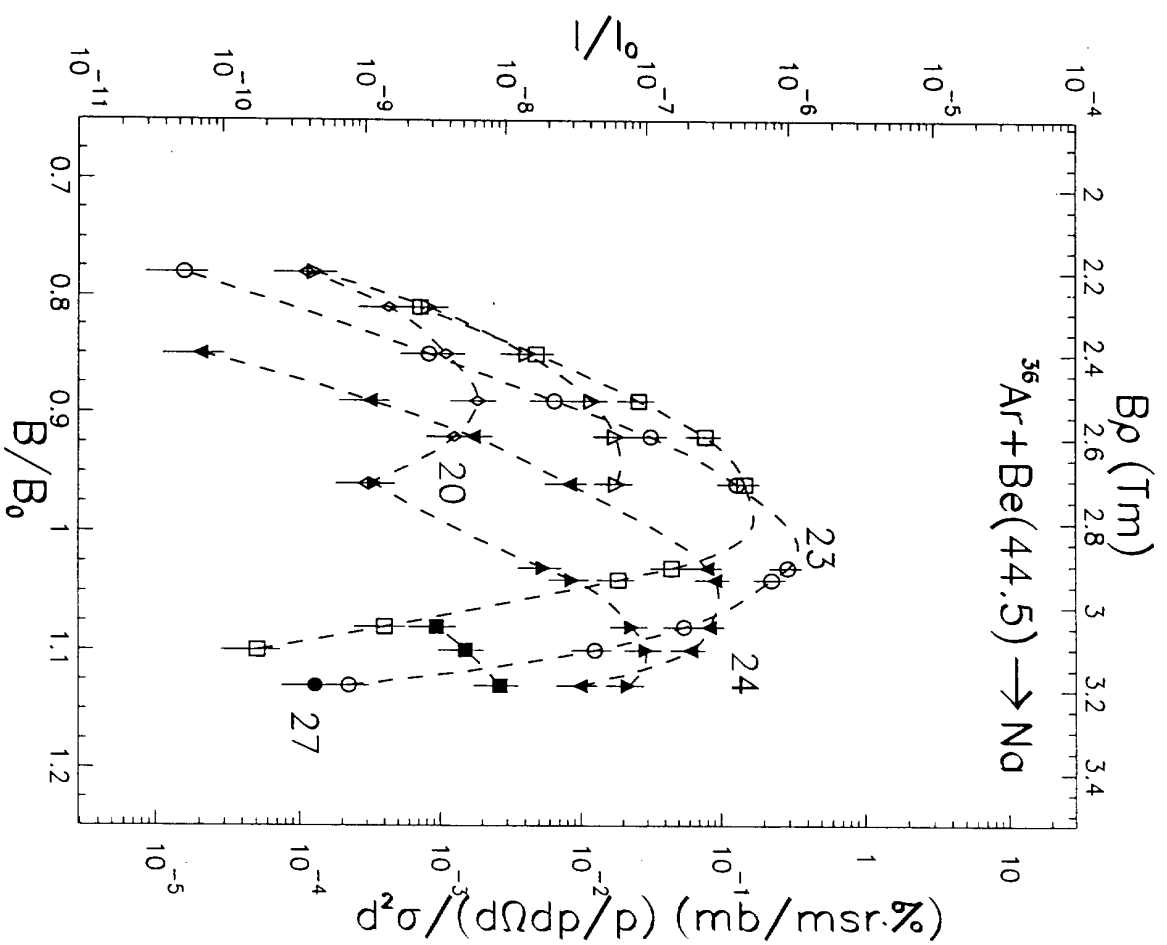 Bρ (Tm)
2 2.2 2.4 2.6 2.8 3 3.2 3.4
³⁶Ar+Be(44.5)→Na
I/I₀
10⁻⁴
10⁻⁵
10⁻⁶
10⁻⁷
10⁻⁸
10⁻⁹
10⁻¹⁰
10⁻¹¹
23
24
20
27
d²σ/(dΩdp/p) (mb/msr.%)
10
1
10⁻¹
10⁻²
10⁻³
10⁻⁴
10⁻⁵
0.7 0.8 0.9 1 1.1 1.2
B/B₀